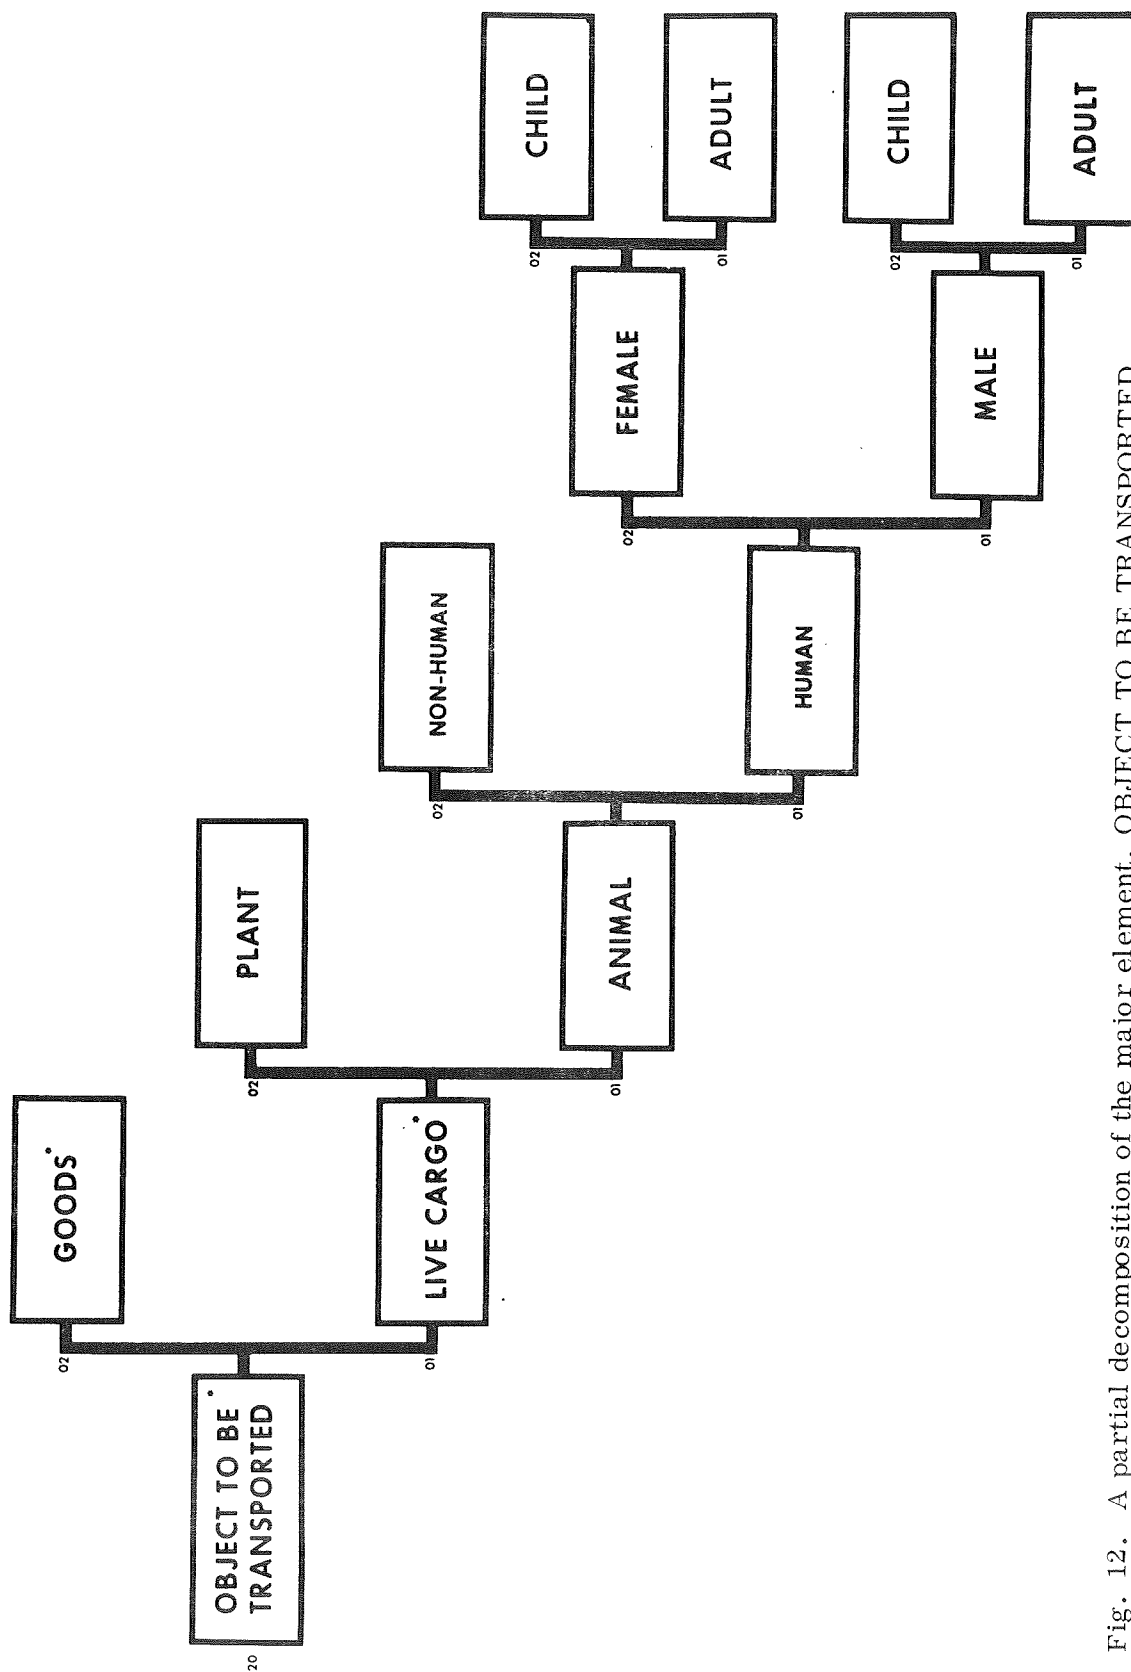 20
OBJECT TO BE*
TRANSPORTED
02
GOODS*
01
LIVE CARGO*
02
PLANT
01
ANIMAL
02
NON-HUMAN
01
HUMAN
02
FEMALE
01
MALE
02
CHILD
01
ADULT
02
CHILD
01
ADULT
Fig. 12. A partial decomposition of the major element, OBJECT TO BE TRANSPORTED